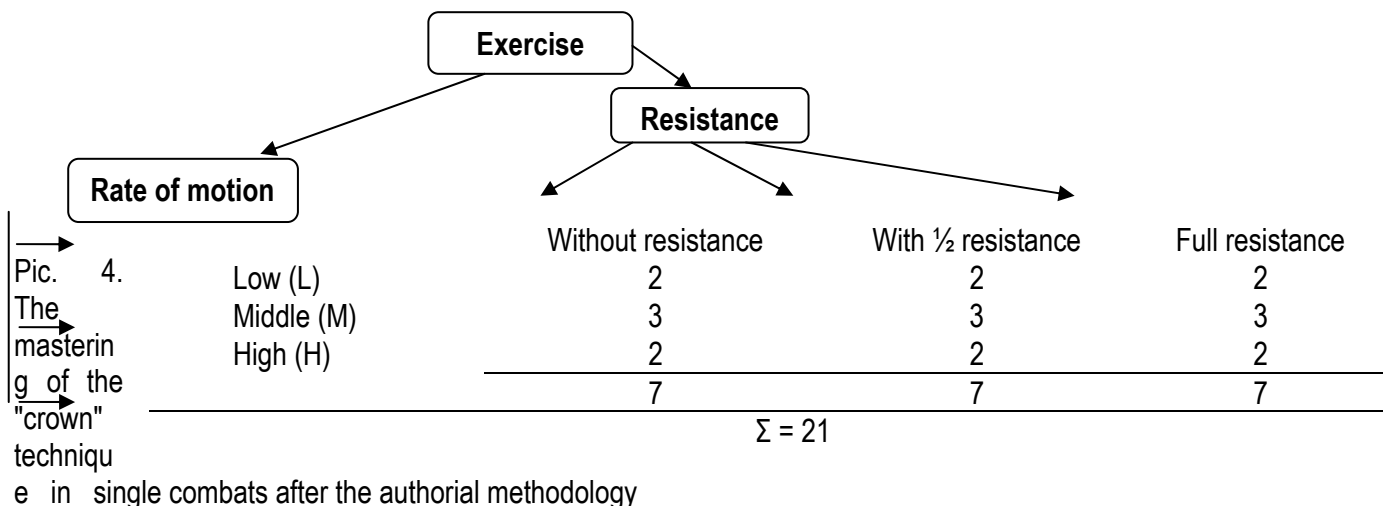 Exercise
Resistance
Rate of motion
Without resistance With ½ resistance Full resistance
Low (L) 2 2 2
Middle (M) 3 3 3
High (H) 2 2 2
7 7 7
Σ = 21
Pic. 4.
The
masterin
g of the
"crown"
techniqu
e in single combats after the authorial methodology